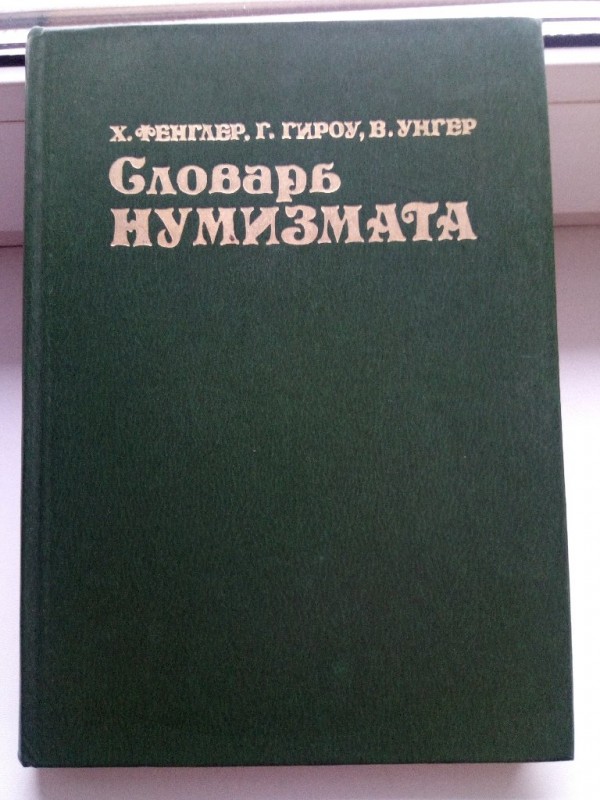 Х. ФЕНГЛЕР, Г. ГИРОУ, В. УНГЕР
Словарь
НУМИЗМАТА